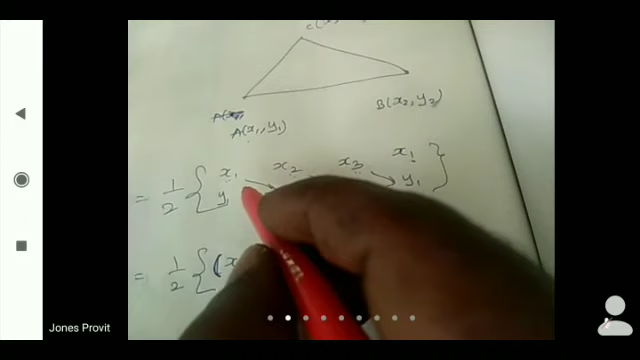 A(x₁, y₁)
B(x₂, y₂)
= 1/2 { x₁ x₂ x₃ x₁ }
y₁ y₁
= 1/2 { (x
Jones Provit